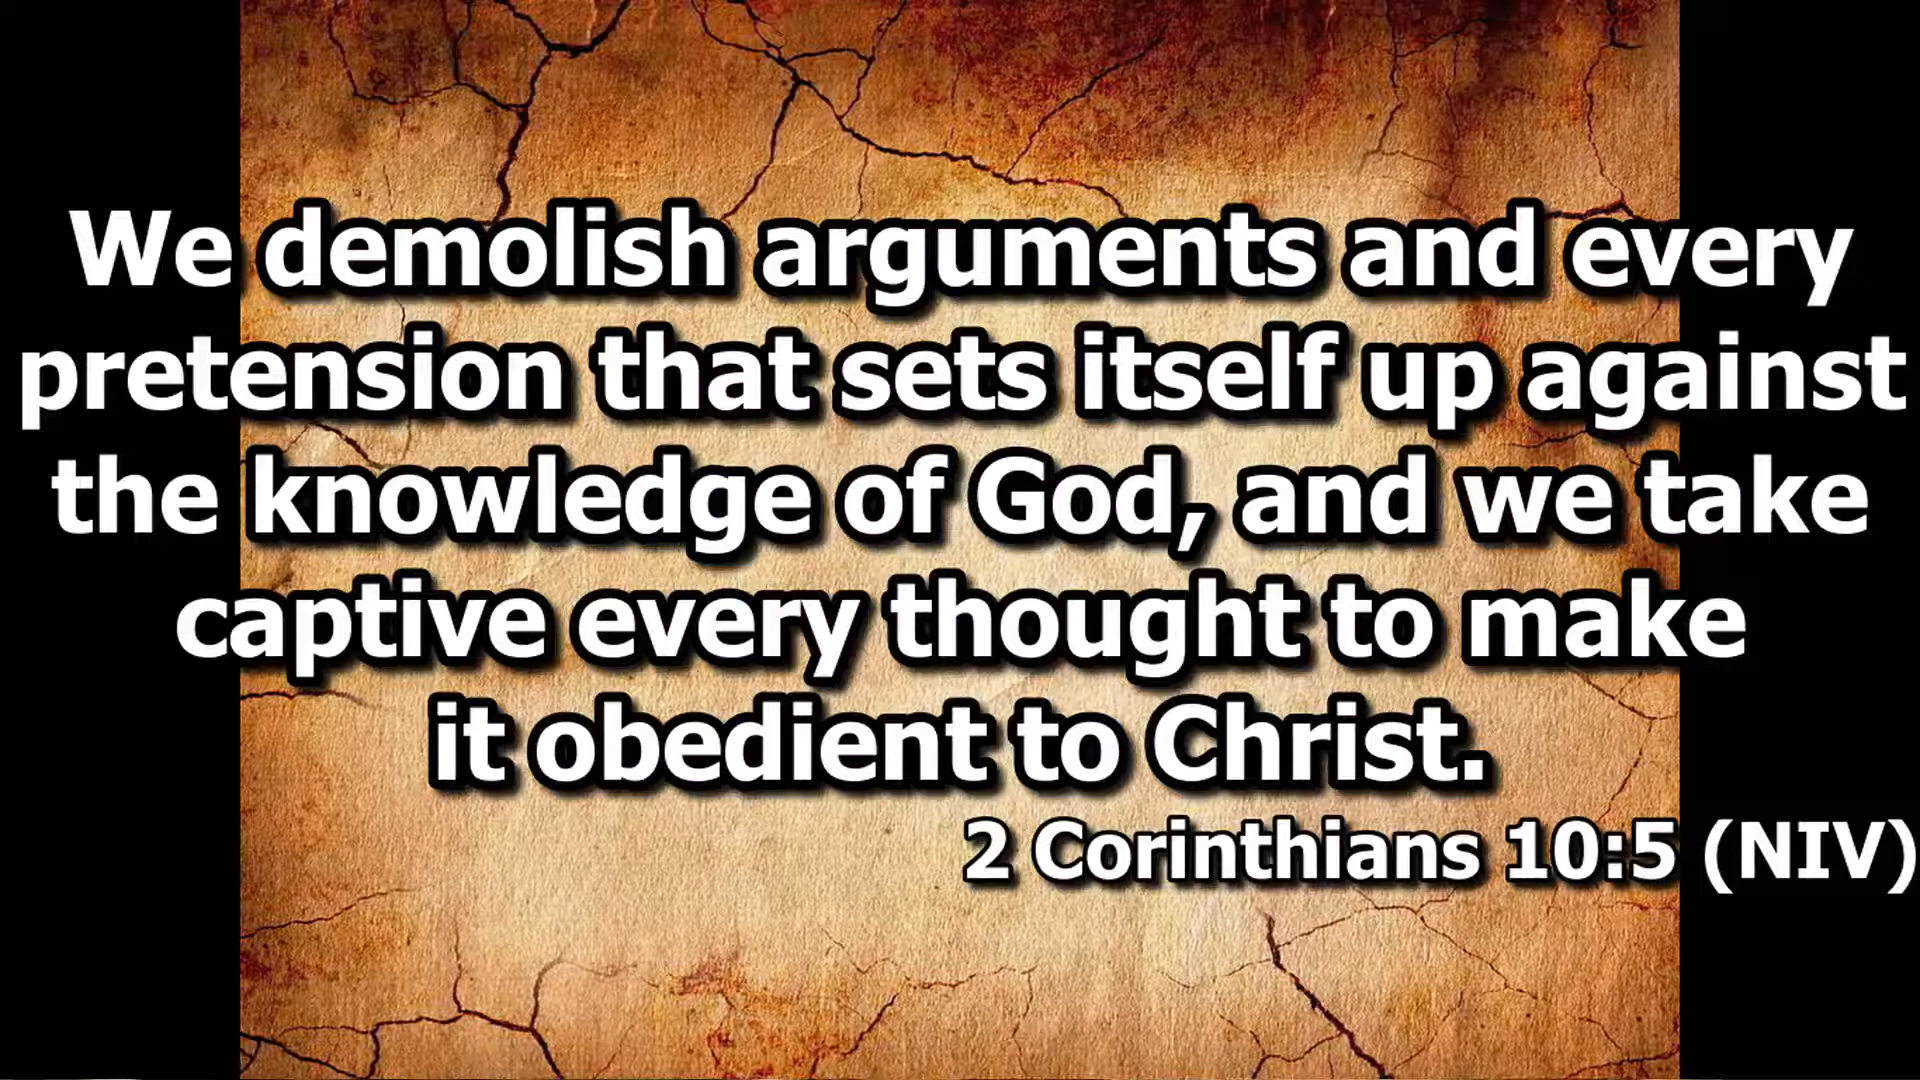 We demolish arguments and every
pretension that sets itself up against
the knowledge of God, and we take
captive every thought to make
it obedient to Christ.
2 Corinthians 10:5 (NIV)